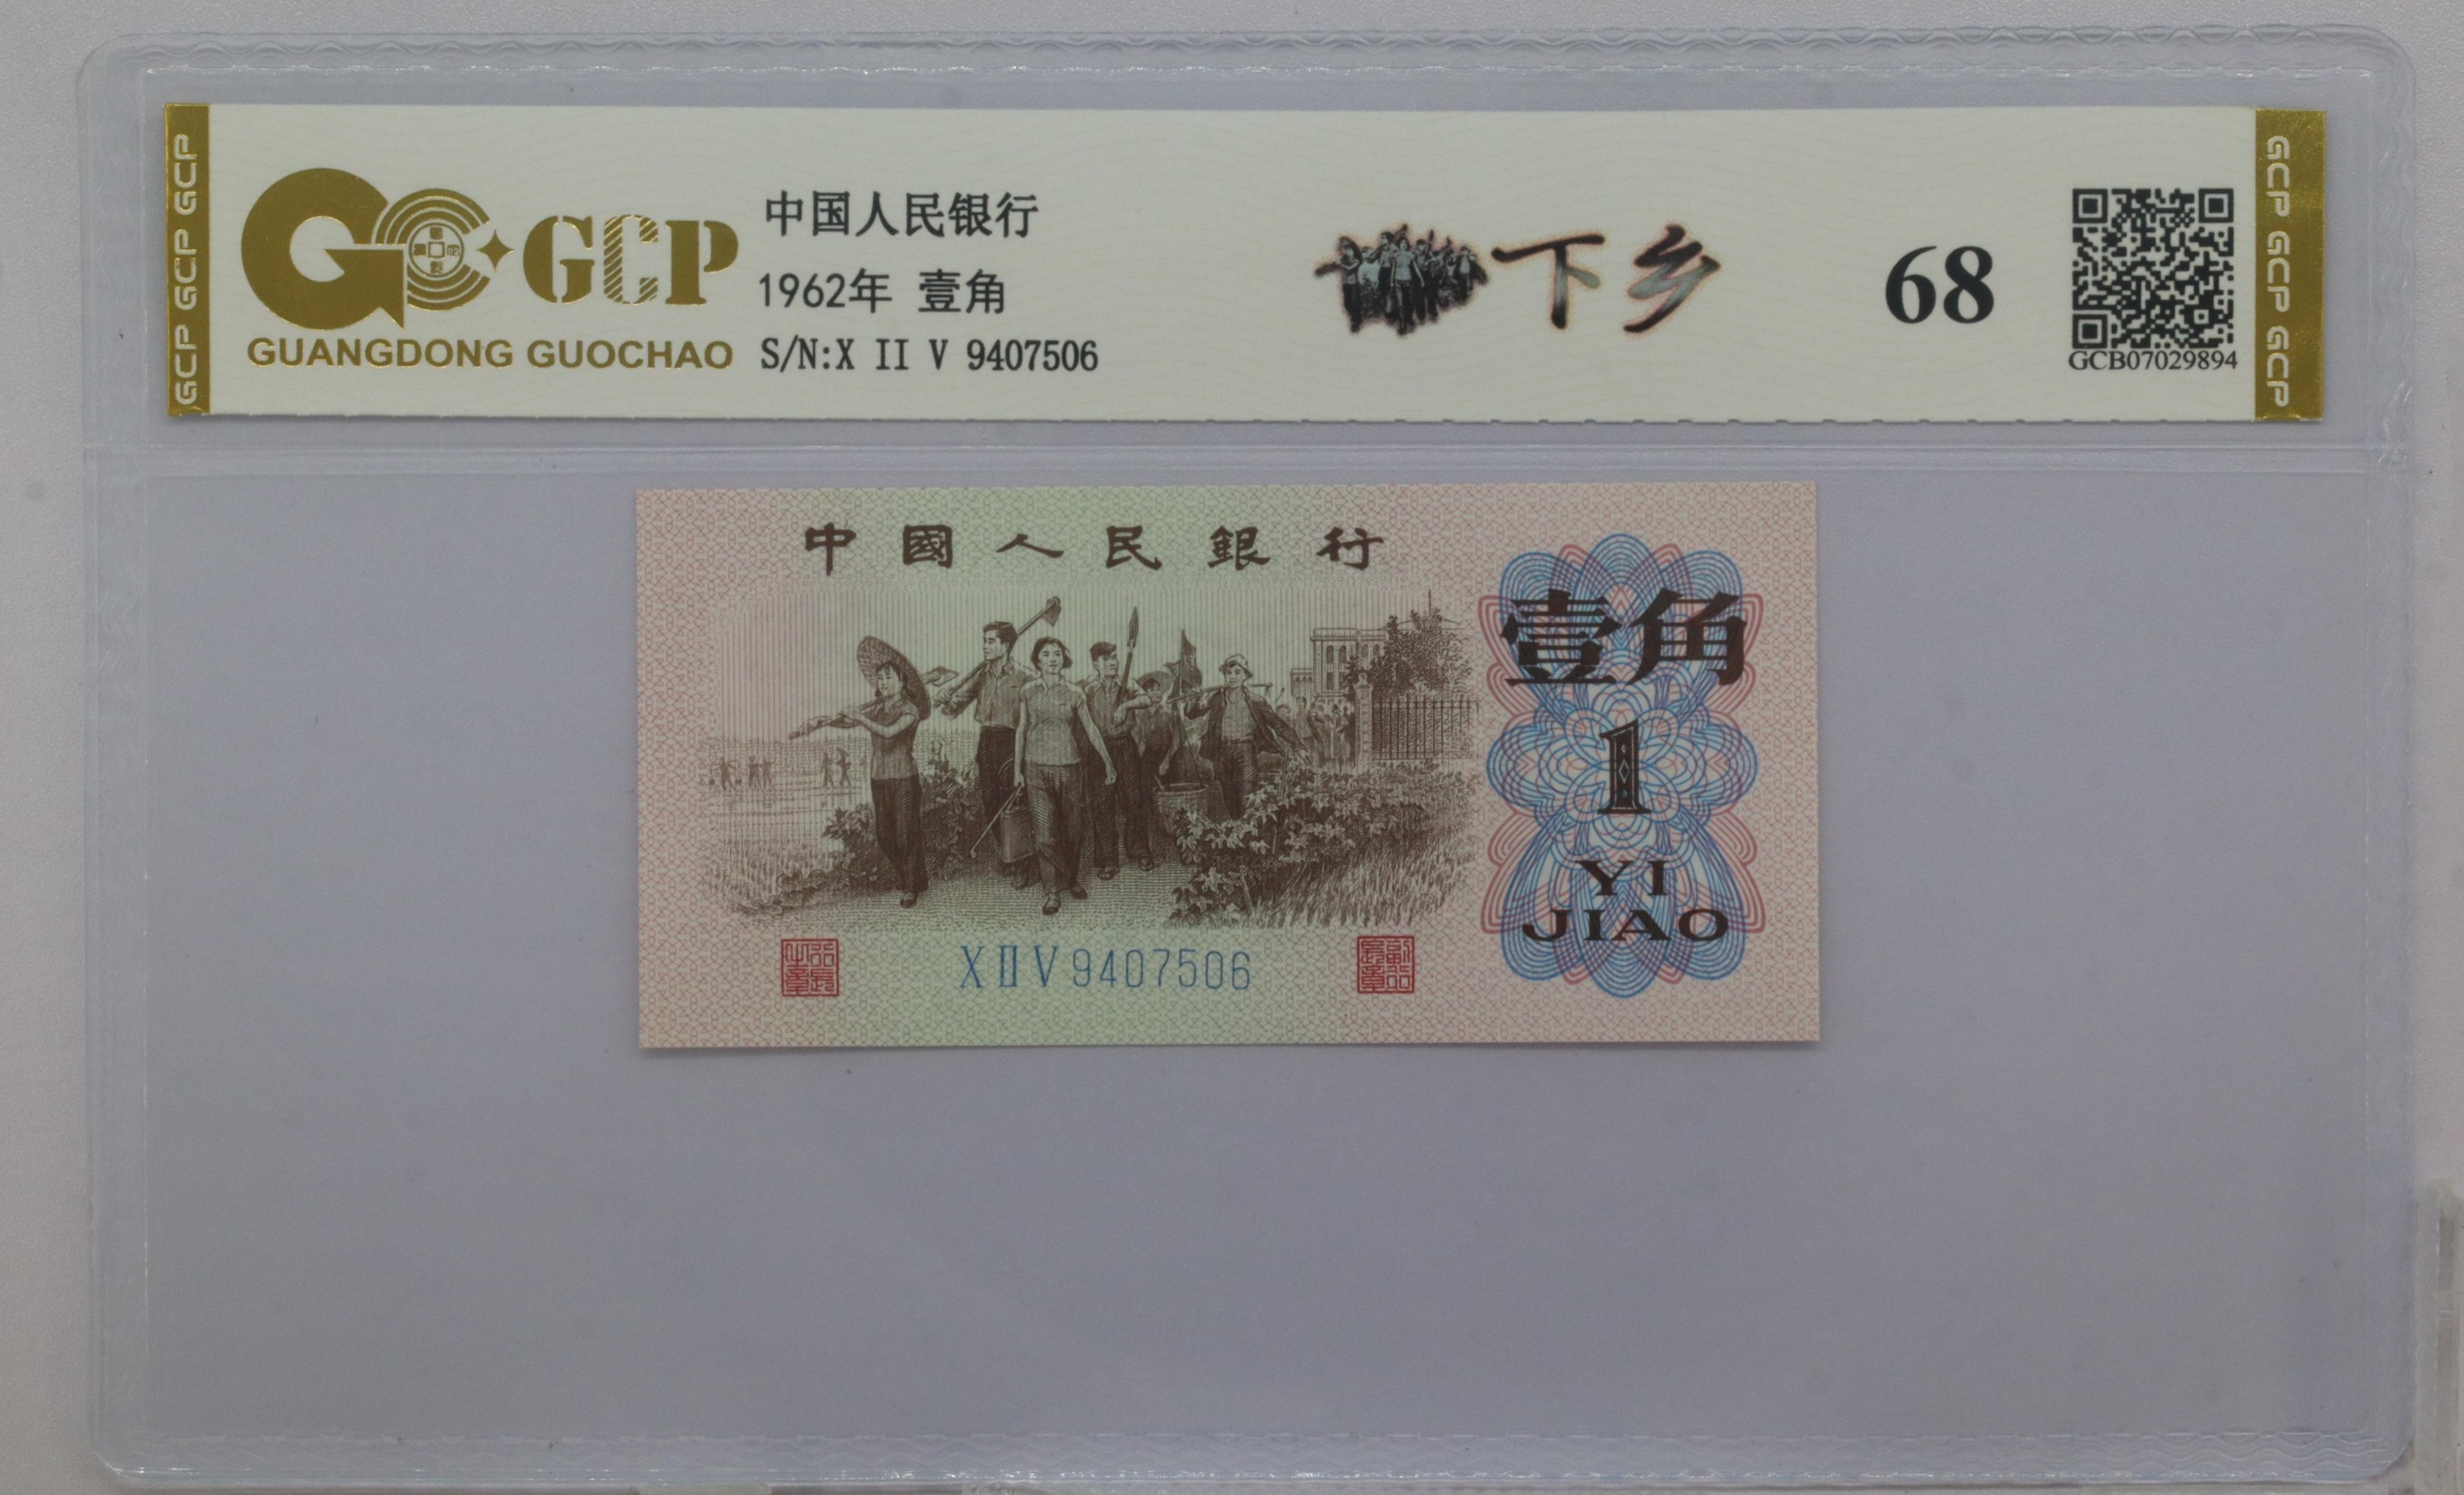 GCP GCP GCP
GCP
GUANGDONG GUOCHAO
中国人民银行
1962年 壹角
S/N:X II V 9407506
下乡
68
GCB07029894
GCP GCP GCP
中國人民銀行
壹角
1
YI
JIAO
X II V 9407506